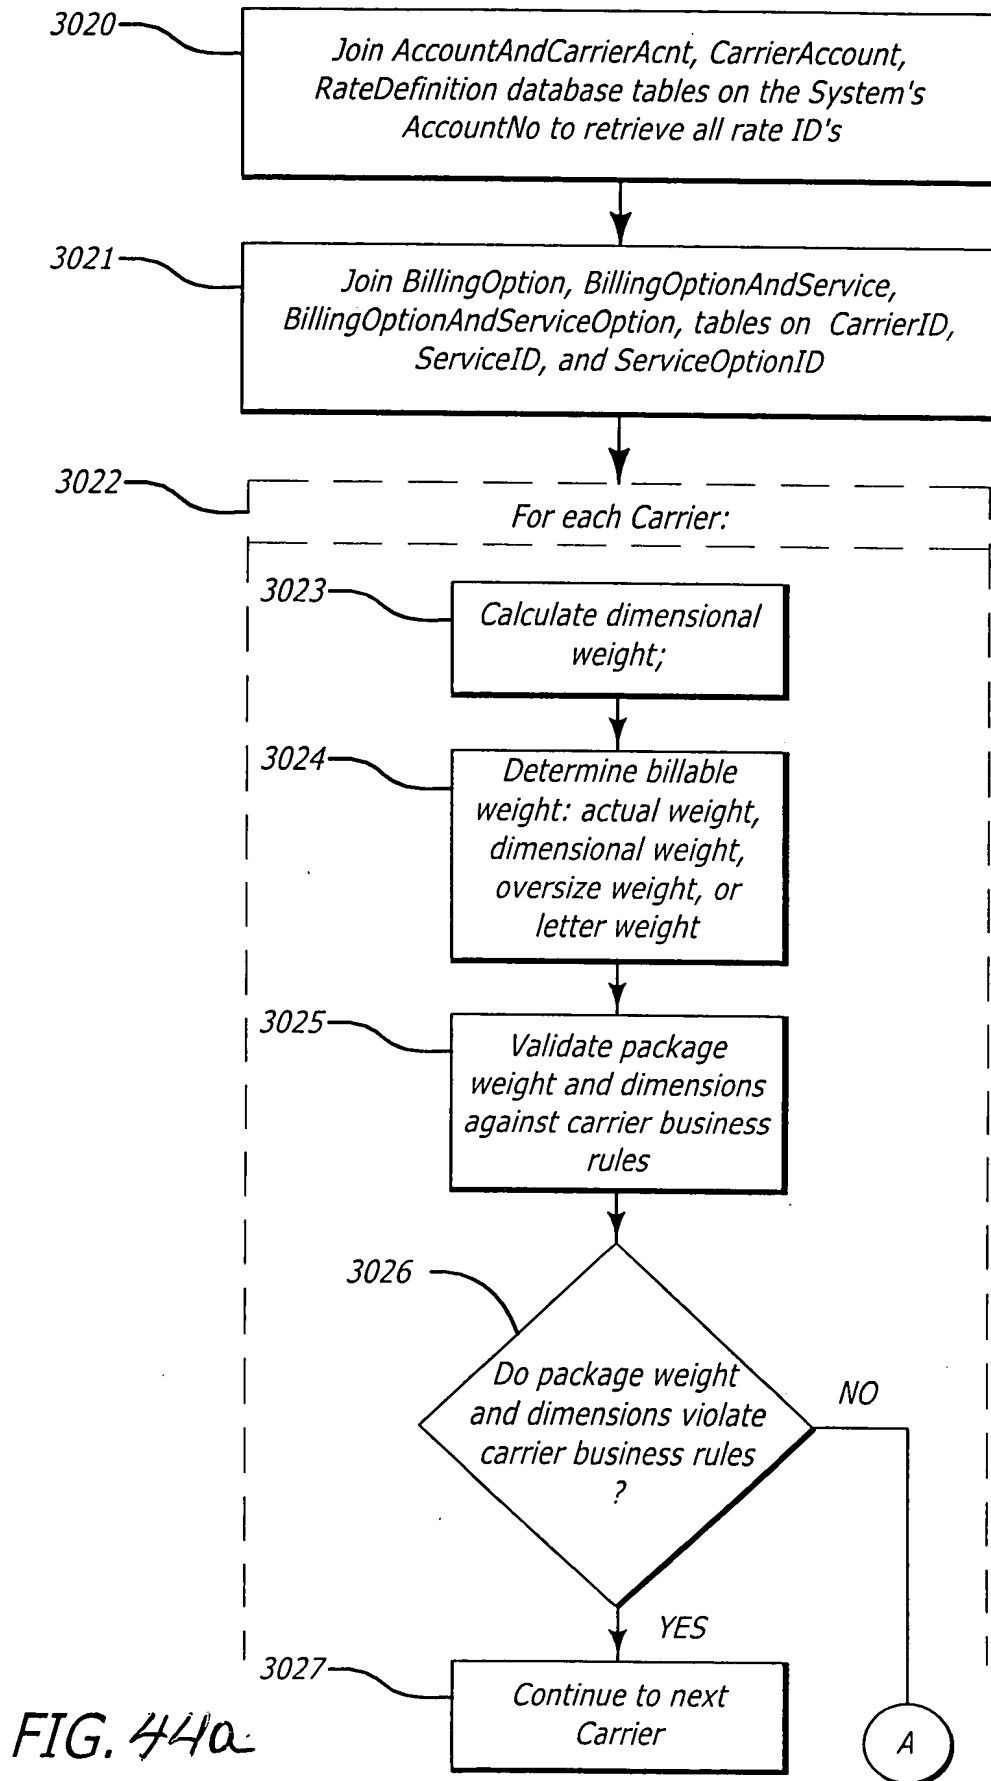 3020
Join AccountAndCarrierAcnt, CarrierAccount,
RateDefinition database tables on the System's
AccountNo to retrieve all rate ID's
3021
Join BillingOption, BillingOptionAndService,
BillingOptionAndServiceOption, tables on CarrierID,
ServiceID, and ServiceOptionID
3022
For each Carrier:
3023
Calculate dimensional
weight;
3024
Determine billable
weight: actual weight,
dimensional weight,
oversize weight, or
letter weight
3025
Validate package
weight and dimensions
against carrier business
rules
3026
Do package weight
and dimensions violate
carrier business rules
?
NO
YES
3027
Continue to next
Carrier
A
FIG. 44a